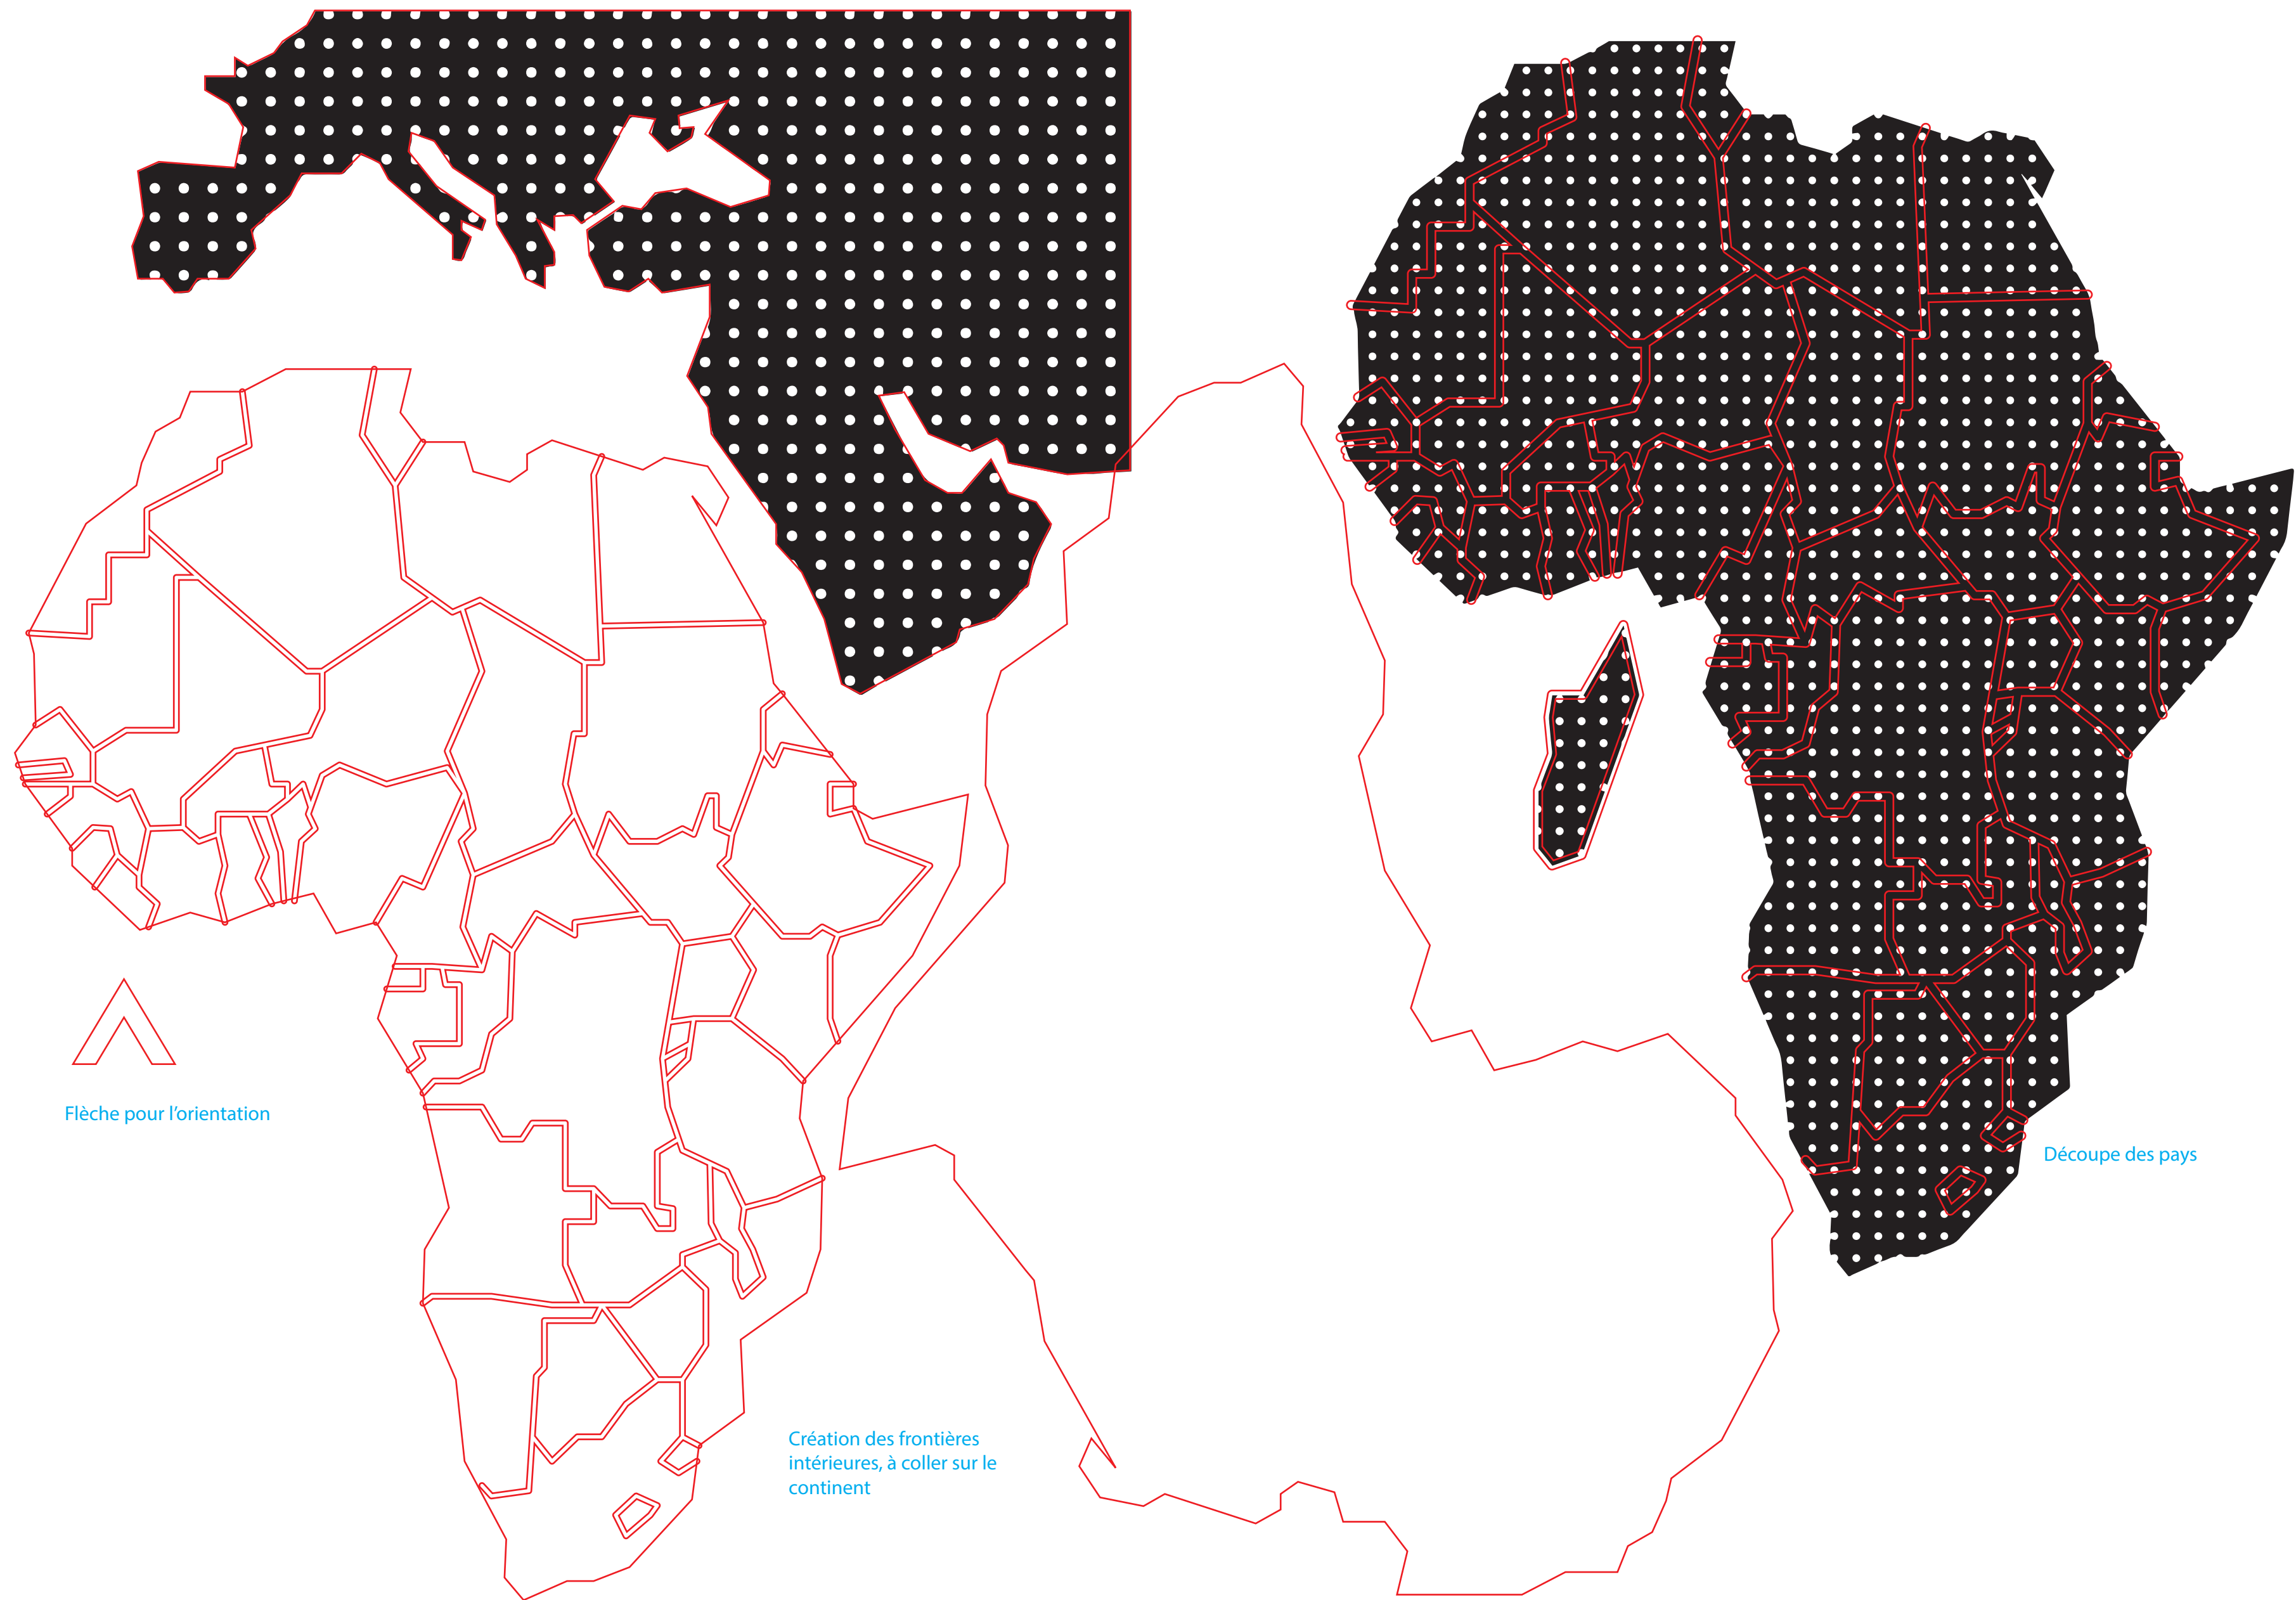 Flèche pour l’orientation
Création des frontières
intérieures, à coller sur le
continent
Découpe des pays